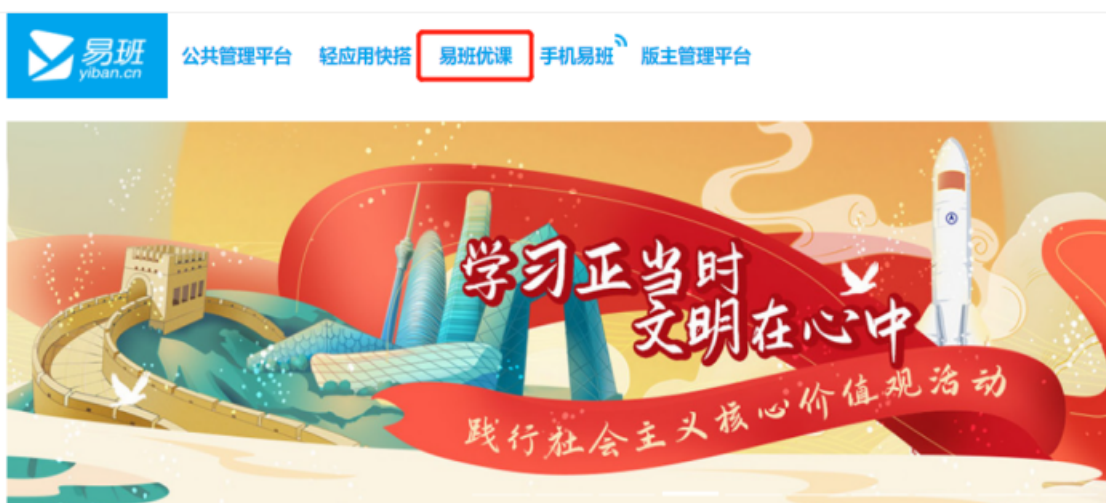 易班
yiban.cn
公共管理平台 轻应用快搭 易班优课 手机易班 版主管理平台
学习正当时
文明在心中
践行社会主义核心价值观活动